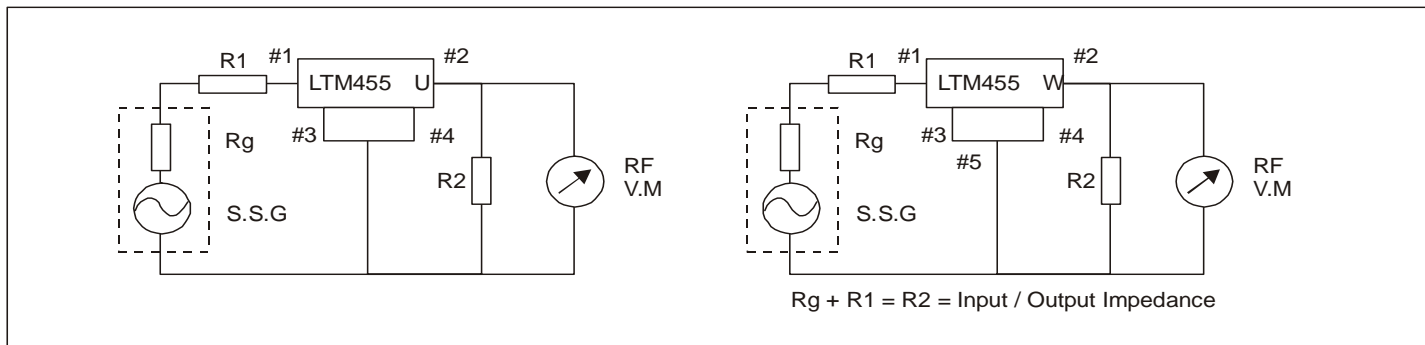 R1 #1 #2
LTM455 U
#3 #4
Rg
R2
RF
V.M
S.S.G
R1 #1 #2
LTM455 W
#3 #4
#5
Rg
R2
RF
V.M
S.S.G
Rg + R1 = R2 = Input / Output Impedance